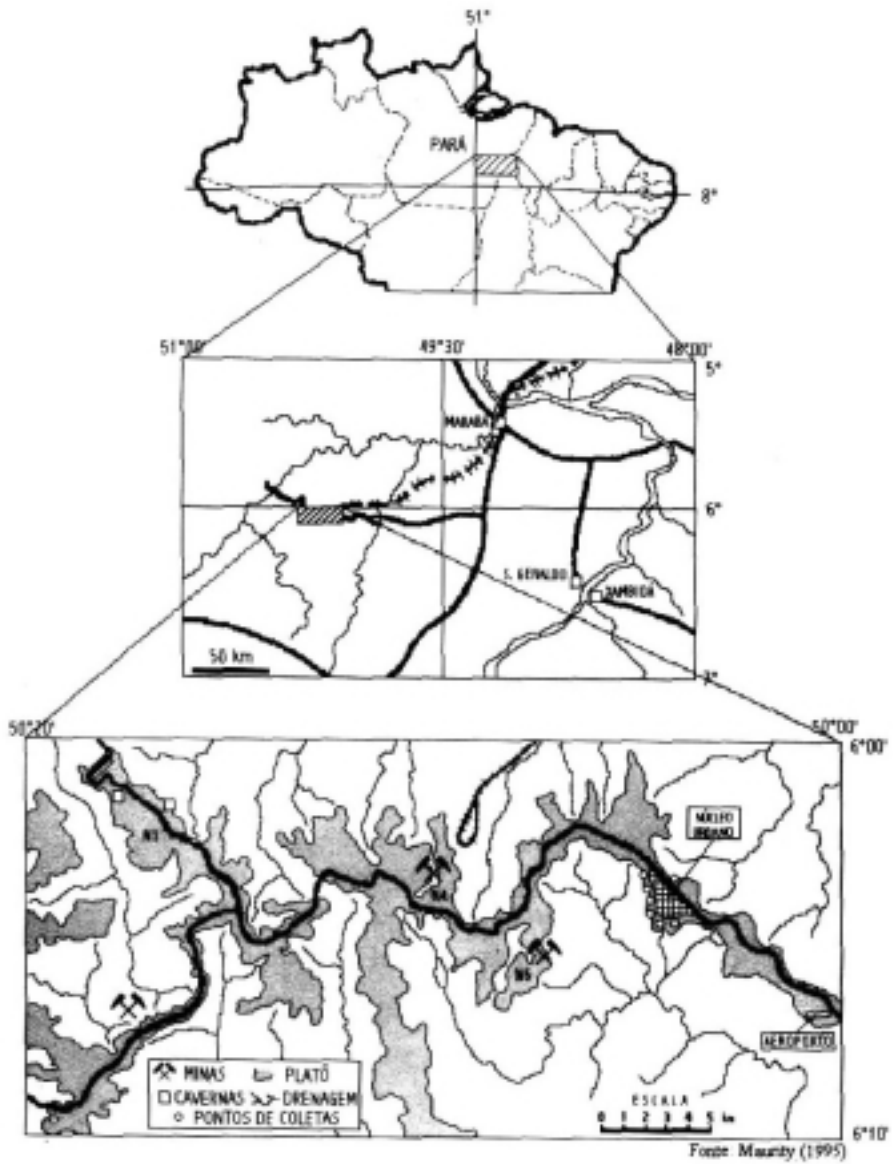 51°
PARÁ
8°
51°00'
49°30'
48°00'
5°
MARABÁ
6°
S. GERALDO
XAMBIOÁ
50 km
7°
50°20'
50°00'
6°00'
NÚCLEO URBANO
N1
N4
N5
AEROPORTO
MINAS PLATÔ
CAVERNAS DRENAGEM
PONTOS DE COLETAS
ESCALA
0 1 2 3 4 5 km
6°10'
Fonte: Maurity (1995)